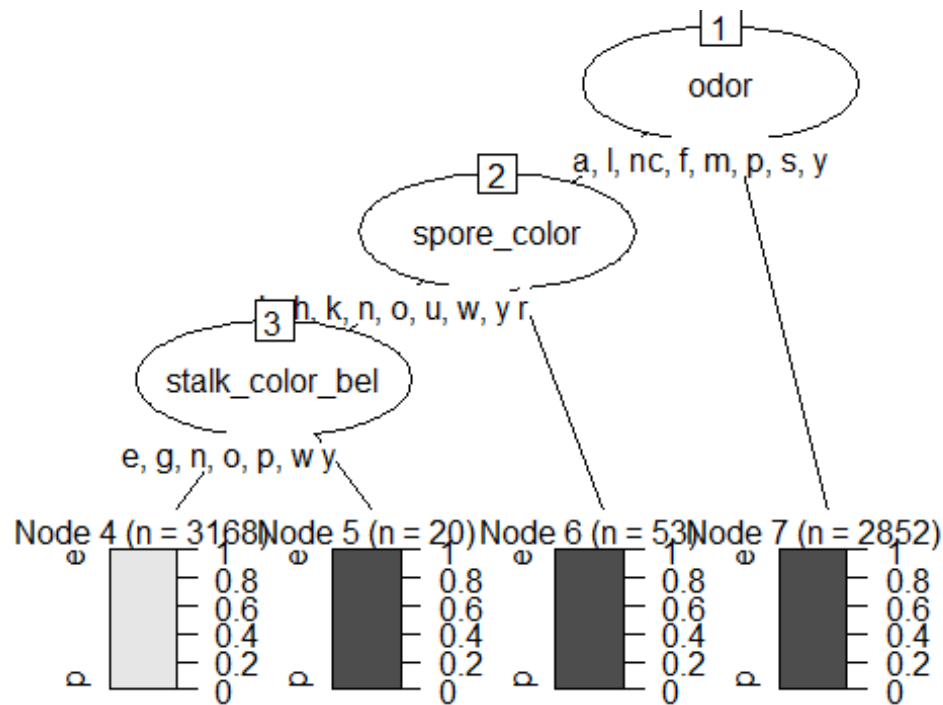 1
odor
a, l, nc, f, m, p, s, y
2
spore_color
h, k, n, o, u, w, y r
3
stalk_color_bel
e, g, n, o, p, w y
Node 4 (n = 3168) Node 5 (n = 20) Node 6 (n = 53) Node 7 (n = 2852)
e 1 e 1 e 1 e 1
0.8 0.8 0.8 0.8
0.6 0.6 0.6 0.6
0.4 0.4 0.4 0.4
0.2 0.2 0.2 0.2
p 0 p 0 p 0 p 0